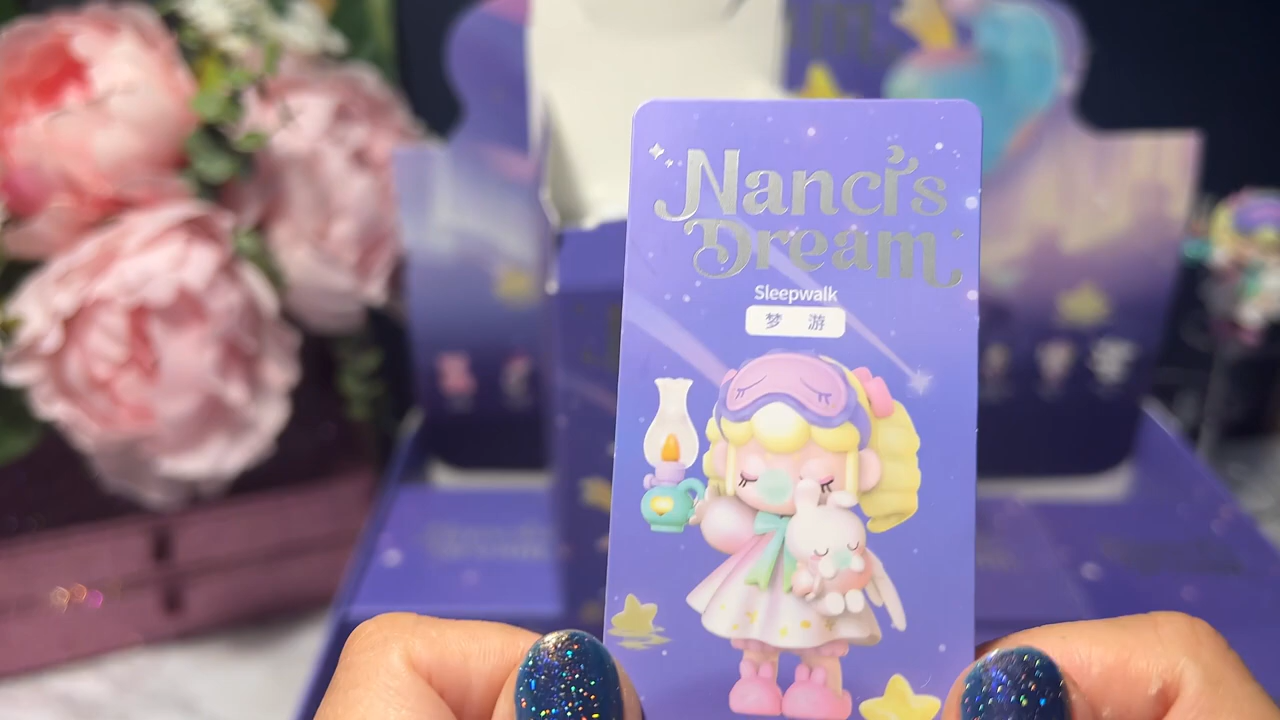 Nanci's
Dream
Sleepwalk
梦 游